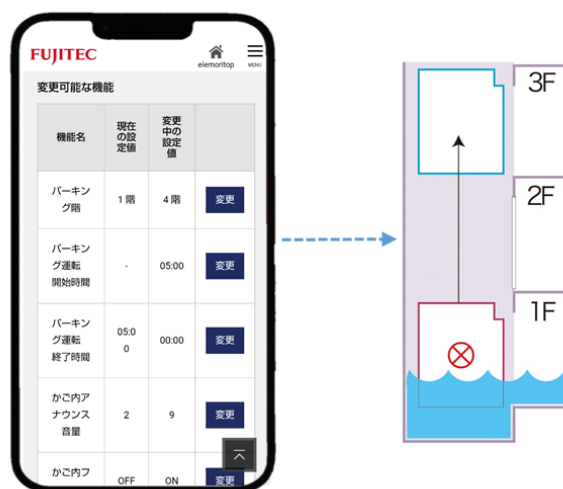 FUJITEC
elemoritop
MENU
変更可能な機能
機能名
現在
の設
定値
変更
中の
設定
値
パーキン
グ階
1 階
4 階
変更
パーキン
グ運転
開始時間
-
05:00
変更
パーキン
グ運転
終了時間
05:0
0
00:00
変更
かご内ア
ナウンス
音量
2
9
変更
かご内フ
OFF
ON
変更
3F
2F
1F